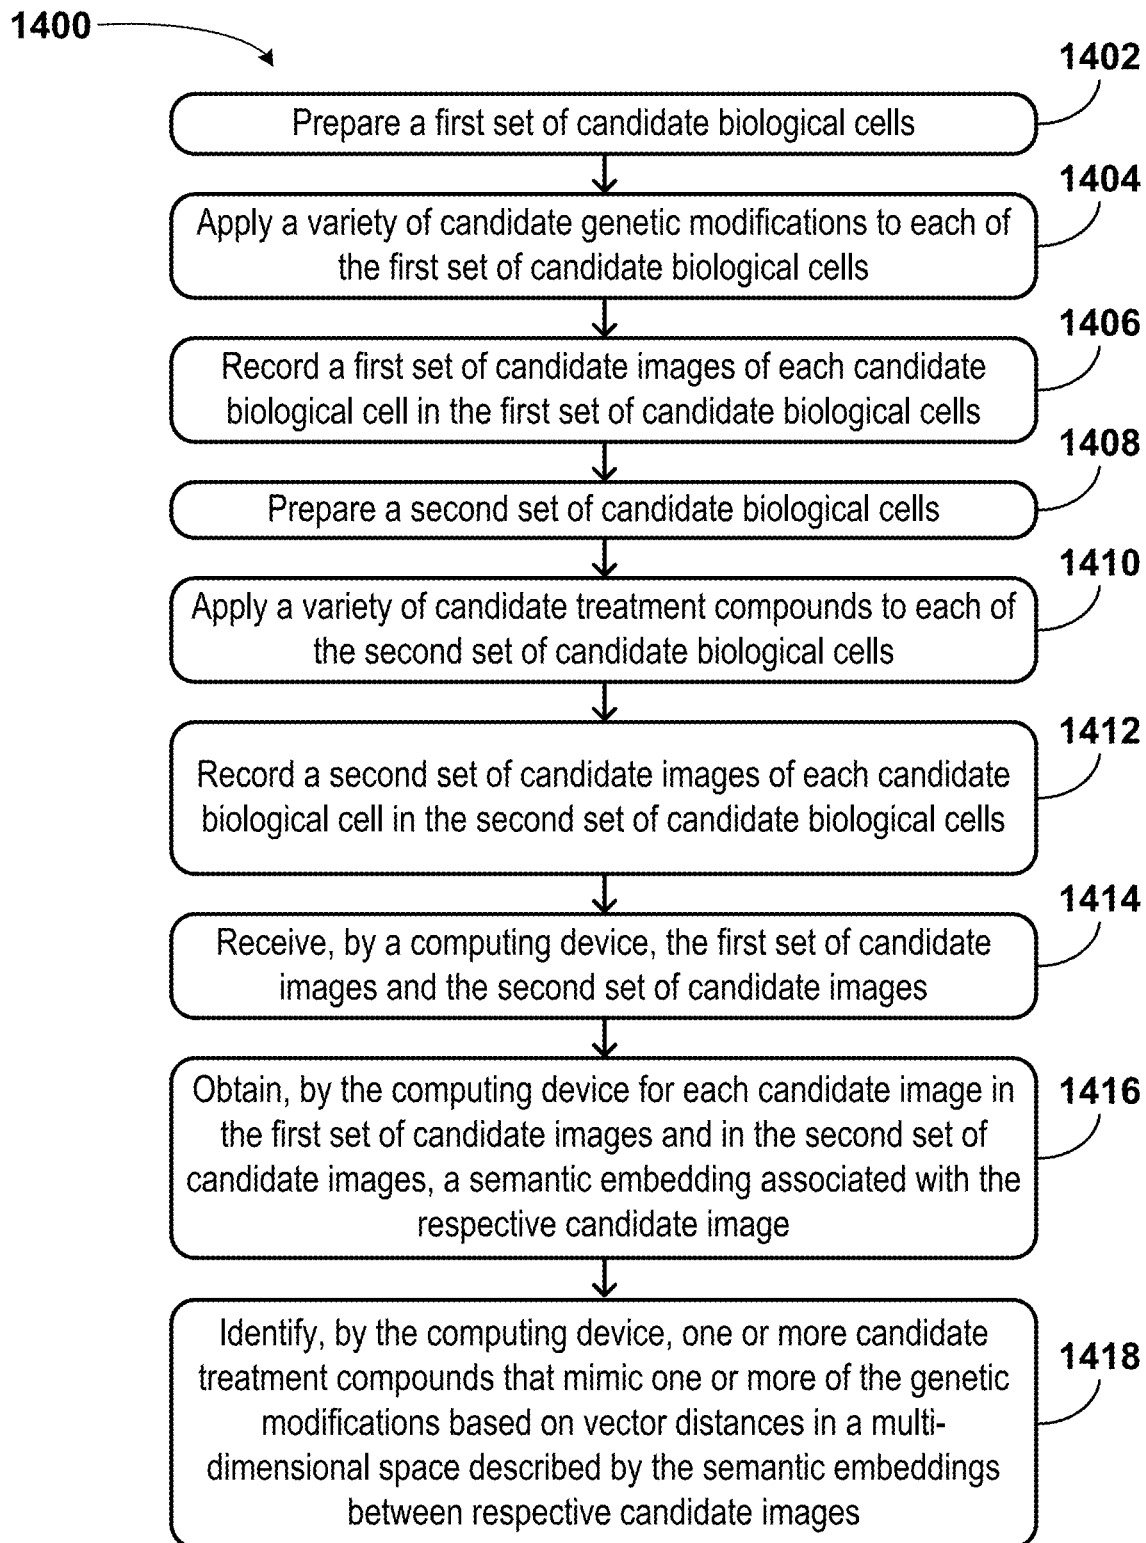 1400
1402
Prepare a first set of candidate biological cells
1404
Apply a variety of candidate genetic modifications to each of
the first set of candidate biological cells
1406
Record a first set of candidate images of each candidate
biological cell in the first set of candidate biological cells
1408
Prepare a second set of candidate biological cells
1410
Apply a variety of candidate treatment compounds to each of
the second set of candidate biological cells
1412
Record a second set of candidate images of each candidate
biological cell in the second set of candidate biological cells
1414
Receive, by a computing device, the first set of candidate
images and the second set of candidate images
1416
Obtain, by the computing device for each candidate image in
the first set of candidate images and in the second set of
candidate images, a semantic embedding associated with the
respective candidate image
1418
Identify, by the computing device, one or more candidate
treatment compounds that mimic one or more of the genetic
modifications based on vector distances in a multi-
dimensional space described by the semantic embeddings
between respective candidate images